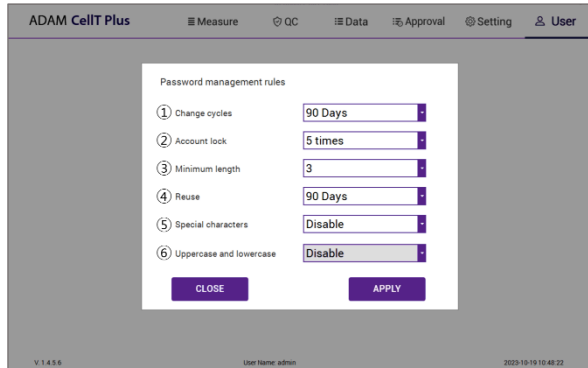 ADAM CellT Plus Measure QC Data Approval Setting User
Password management rules
① Change cycles 90 Days
② Account lock 5 times
③ Minimum length 3
④ Reuse 90 Days
⑤ Special characters Disable
⑥ Uppercase and lowercase Disable
CLOSE APPLY
V. 1.4.5.6 User Name: admin 2023-10-19 10:48:22